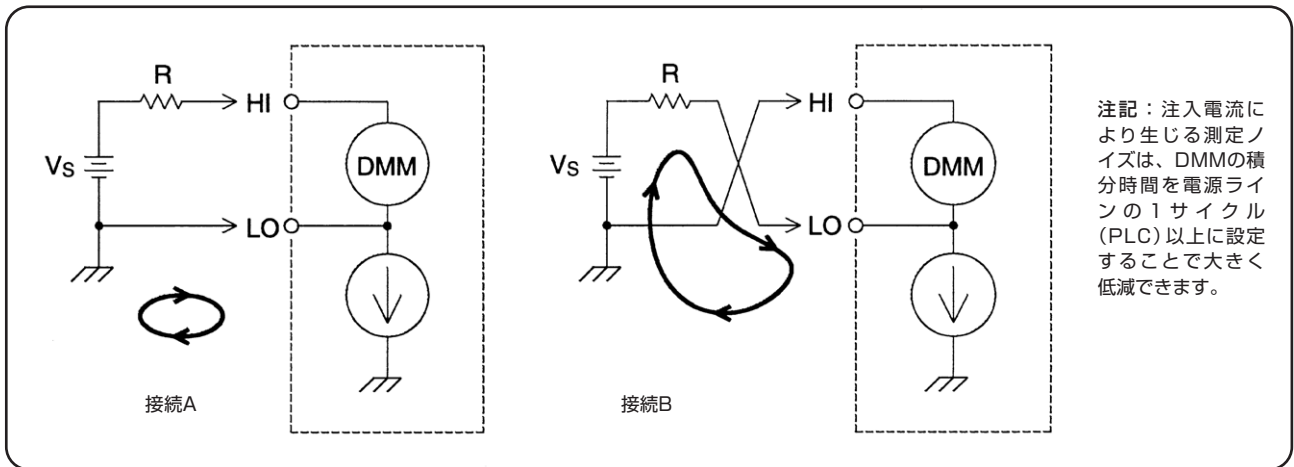 R
HI
VS
DMM
LO
接続A
R
HI
VS
DMM
LO
接続B
注記：注入電流に
より生じる測定ノ
イズは、DMMの積
分時間を電源ライ
ンの1サイクル
(PLC)以上に設定
することで大きく
低減できます。